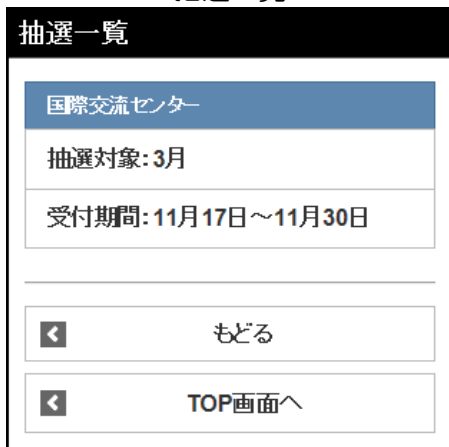 抽選一覧
国際交流センター
抽選対象:3月
受付期間:11月17日～11月30日
もどる
TOP画面へ